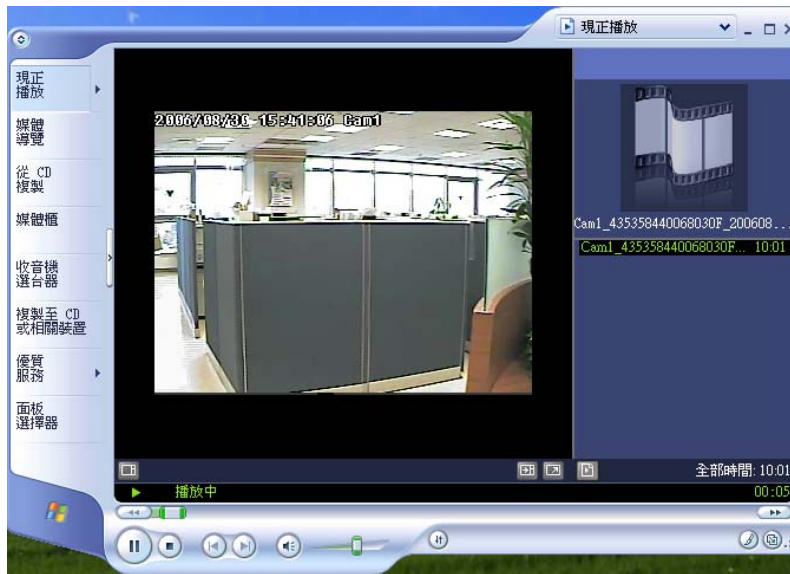 現正播放
現正
播放
媒體
導覽
從 CD
複製
媒體櫃
收音機
選台器
複製至 CD
或相關裝置
優質
服務
面板
選擇器
2006/08/30 15:41:06 Cam1
Cam1_435358440068030F_200608...
Cam1_435358440068030F... 10:01
全部時間: 10:01
播放中
00:05